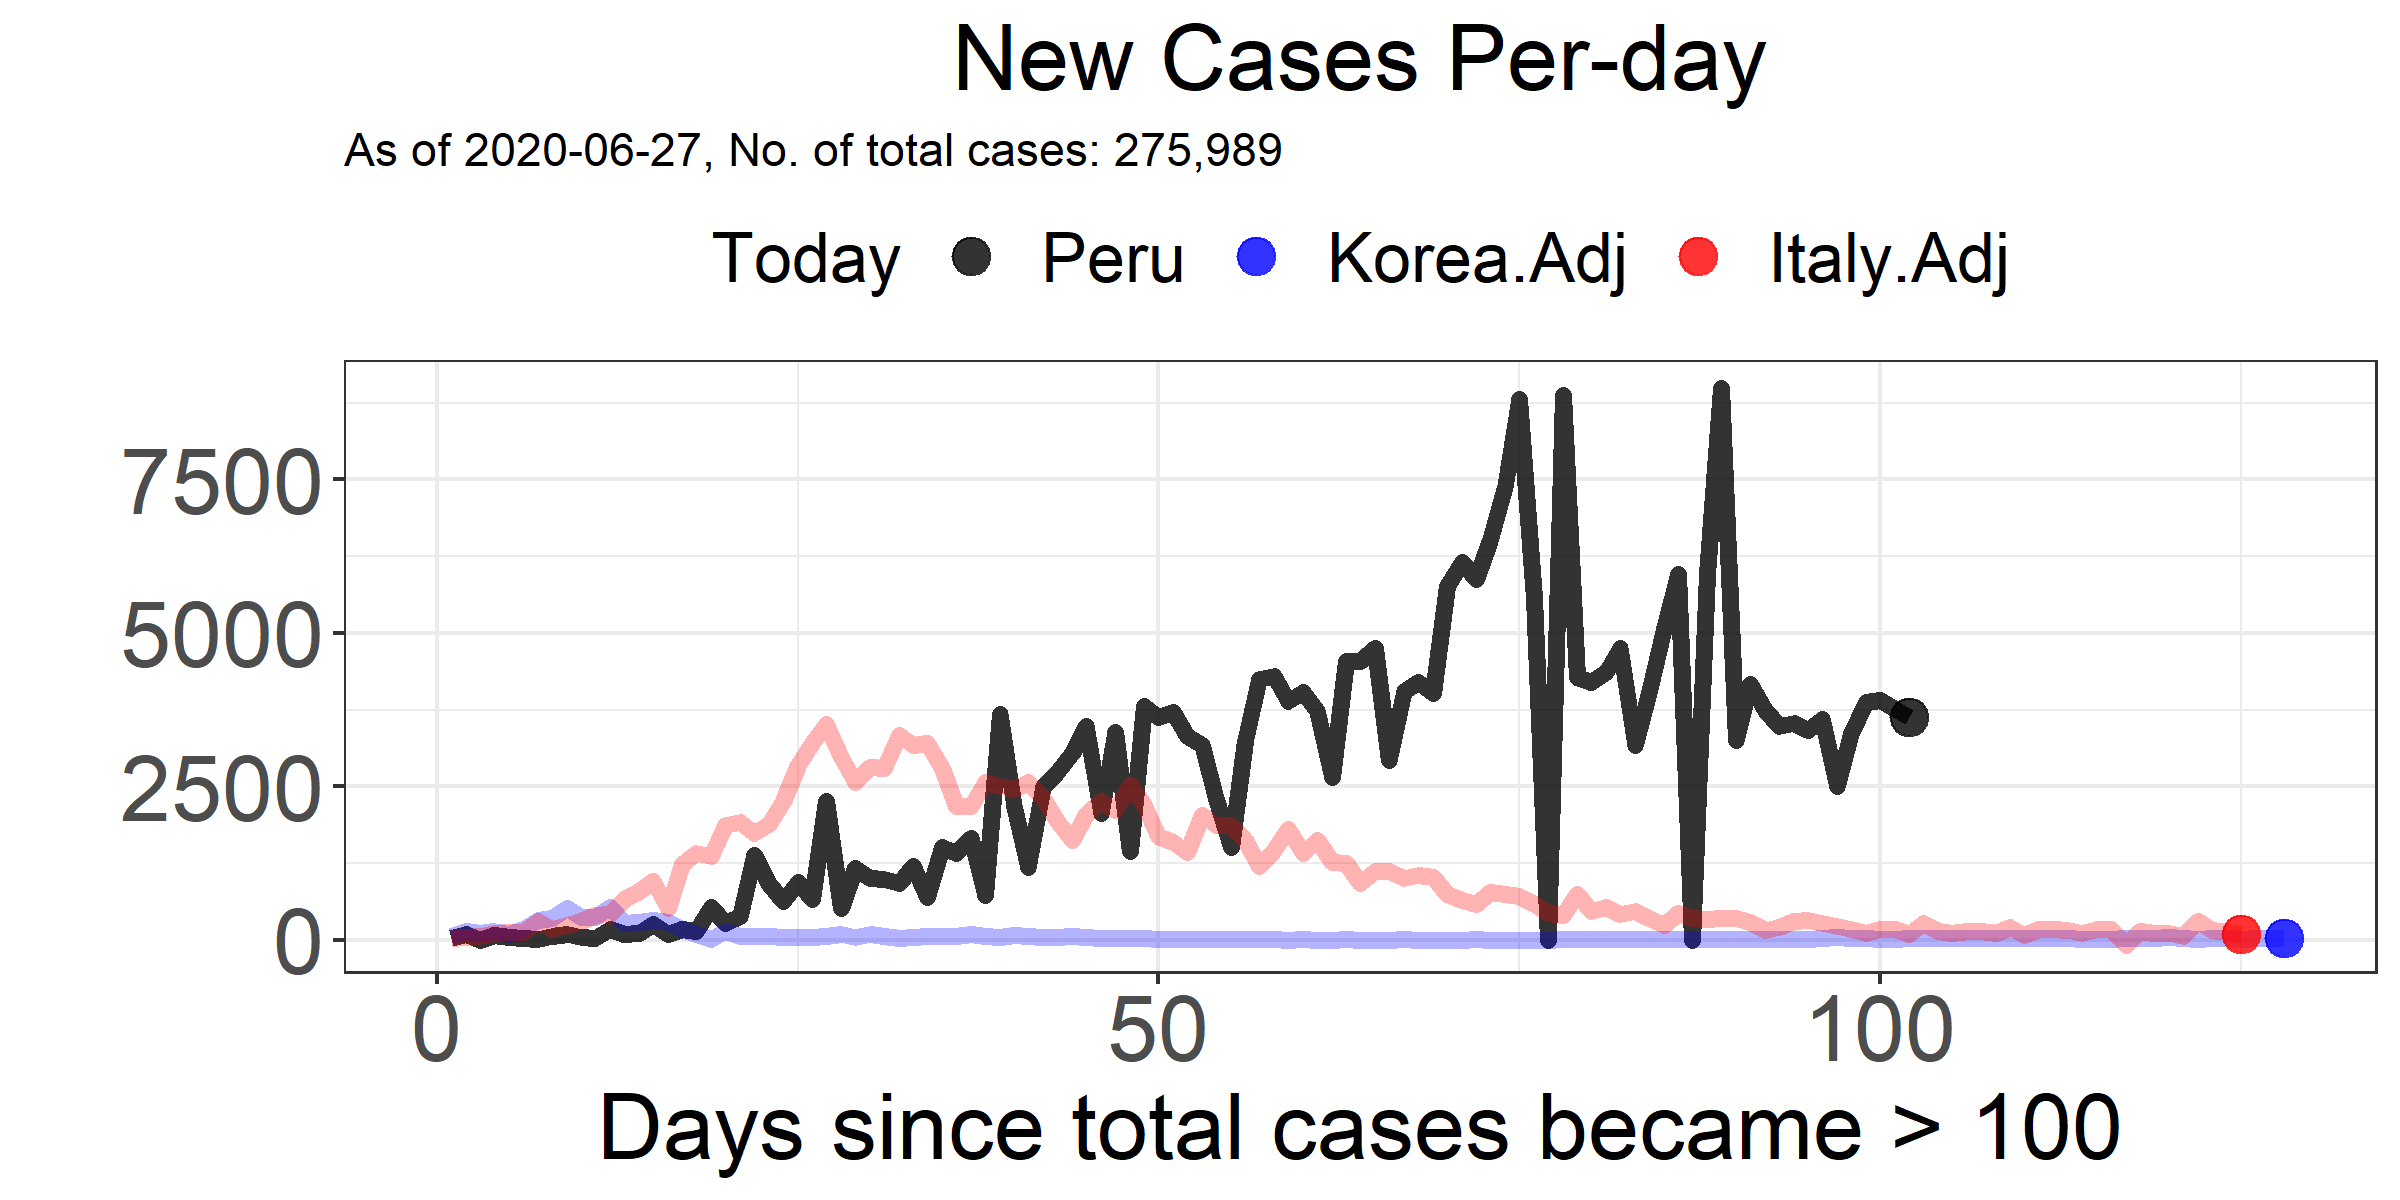 New Cases Per-day
As of 2020-06-27, No. of total cases: 275,989
Today Peru Korea.Adj Italy.Adj
7500
5000
2500
0
0 50 100
Days since total cases became > 100